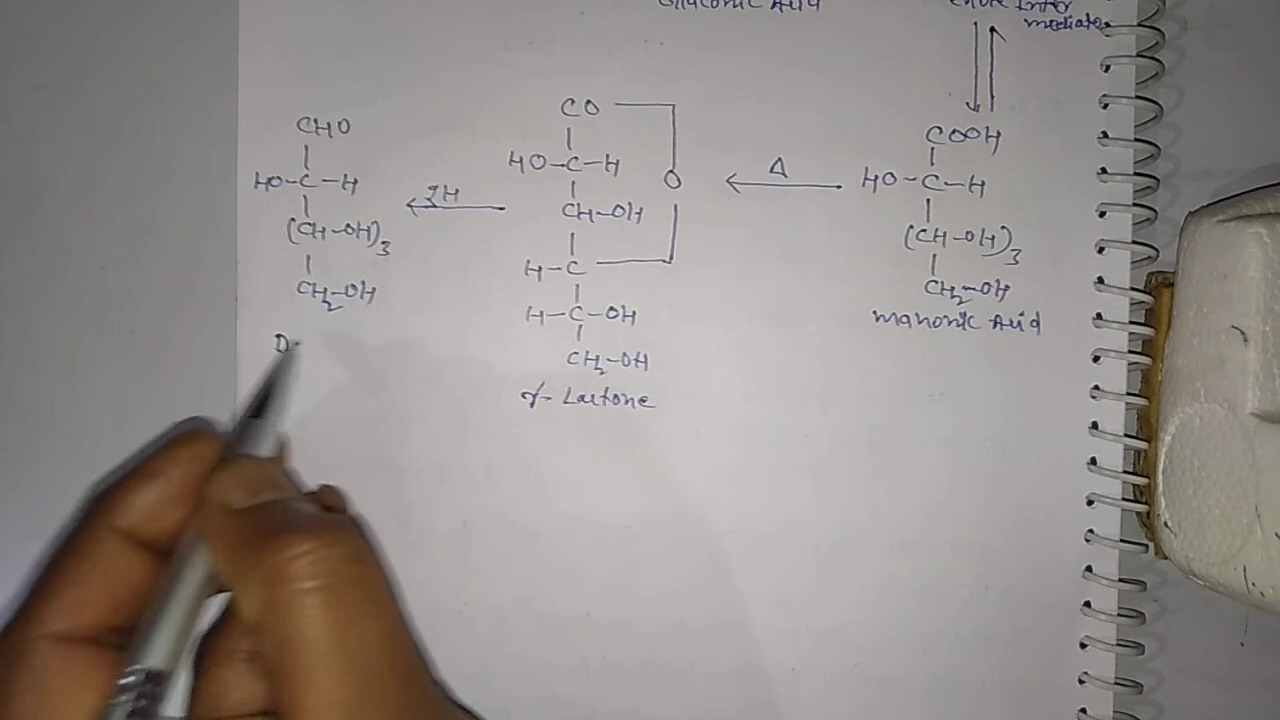 Gluconic Acid
Enole Inter
mediate
COOH
HO-C-H
(CH-OH)3
CH2-OH
Manonic Acid
Δ
CO
O
HO-C-H
CH-OH
H-C
H-C-OH
CH2-OH
γ- Lactone
2H
CHO
HO-C-H
(CH-OH)3
CH2-OH
D-